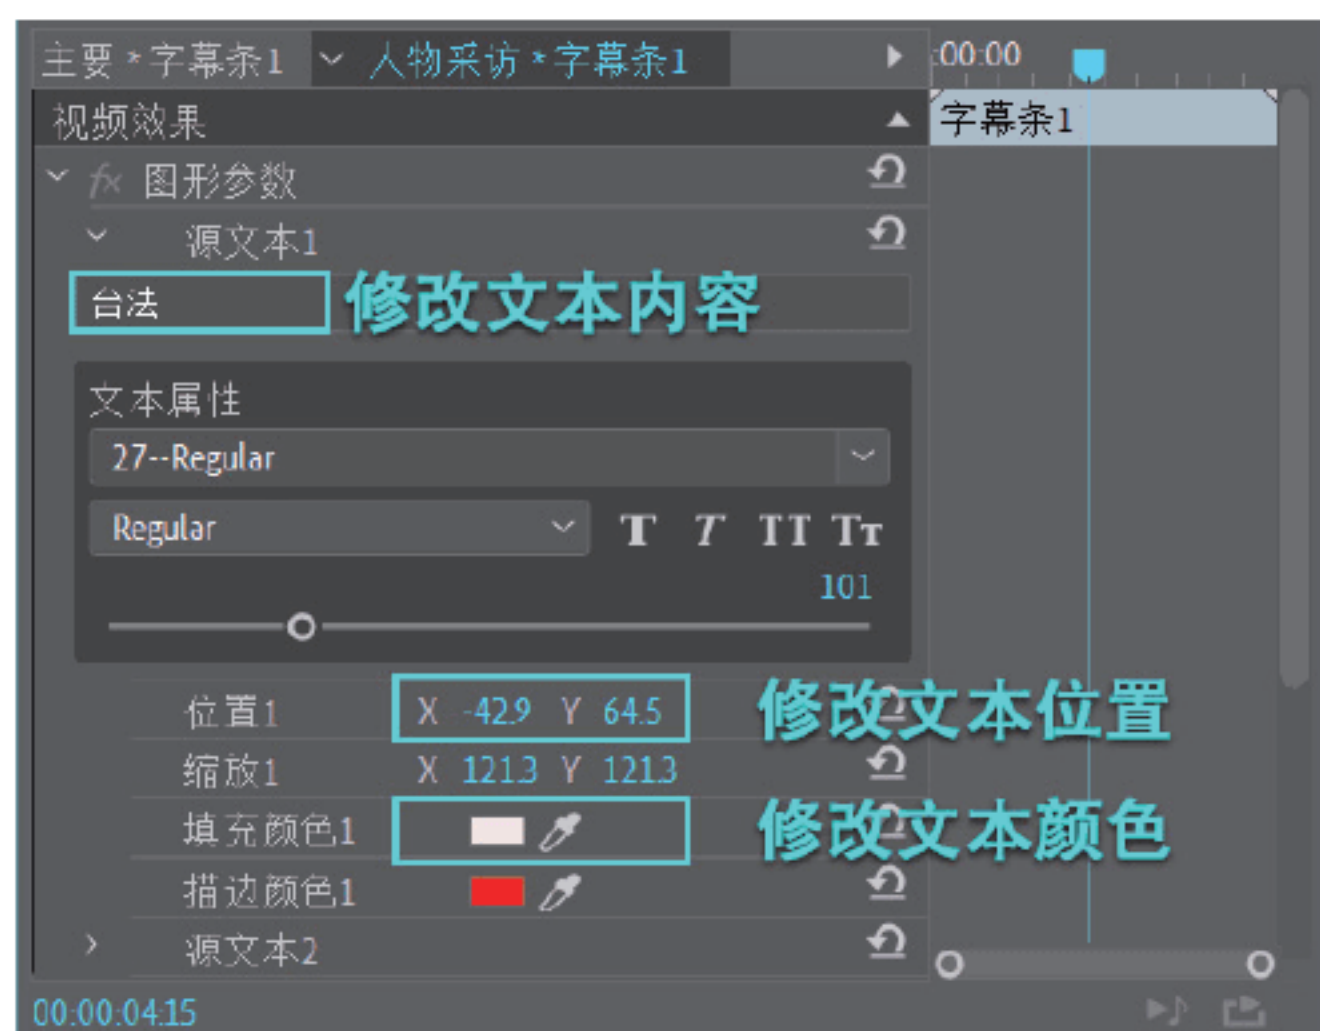 主要 * 字幕条1
人物采访 * 字幕条1
:00:00
视频效果
字幕条1
fx 图形参数
源文本1
台法
修改文本内容
文本属性
27--Regular
Regular
T T TT Tт
101
位置1 X -42.9 Y 64.5
修改文本位置
缩放1 X 121.3 Y 121.3
填充颜色1
修改文本颜色
描边颜色1
源文本2
00:00:04:15